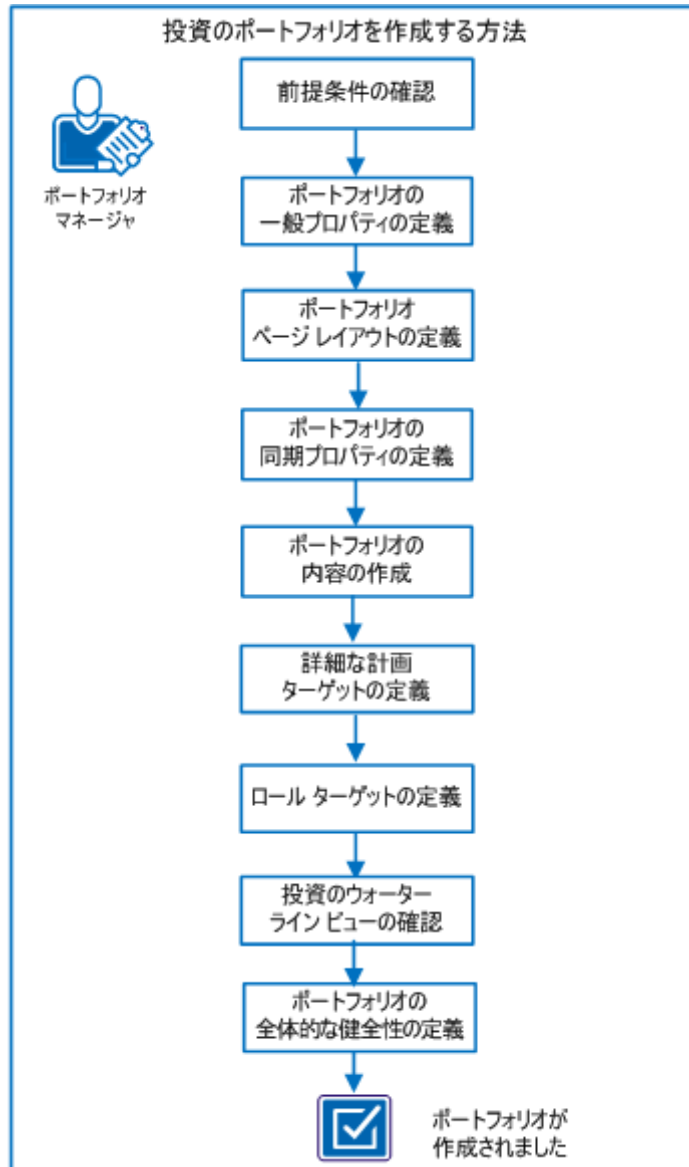 投資のポートフォリオを作成する方法
ポートフォリオ
マネージャ
前提条件の確認
ポートフォリオの
一般プロパティの定義
ポートフォリオ
ページ レイアウトの定義
ポートフォリオの
同期プロパティの定義
ポートフォリオの
内容の作成
詳細な計画
ターゲットの定義
ロール ターゲットの定義
投資のウォーター
ライン ビューの確認
ポートフォリオの
全体的な健全性の定義
ポートフォリオが
作成されました